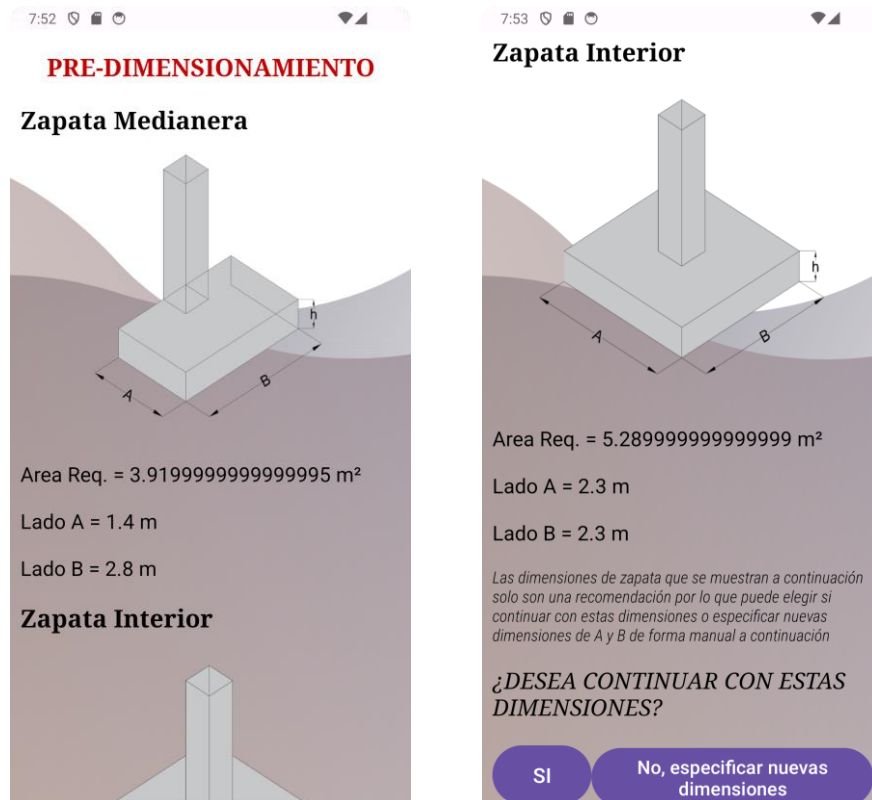 7:52
PRE-DIMENSIONAMIENTO
Zapata Medianera
h
A
B
Area Req. = 3.9199999999999995 m²
Lado A = 1.4 m
Lado B = 2.8 m
Zapata Interior
7:53
Zapata Interior
h
A
B
Area Req. = 5.289999999999999 m²
Lado A = 2.3 m
Lado B = 2.3 m
Las dimensiones de zapata que se muestran a continuación
solo son una recomendación por lo que puede elegir si
continuar con estas dimensiones o especificar nuevas
dimensiones de A y B de forma manual a continuación
¿DESEA CONTINUAR CON ESTAS
DIMENSIONES?
SI
No, especificar nuevas
dimensiones